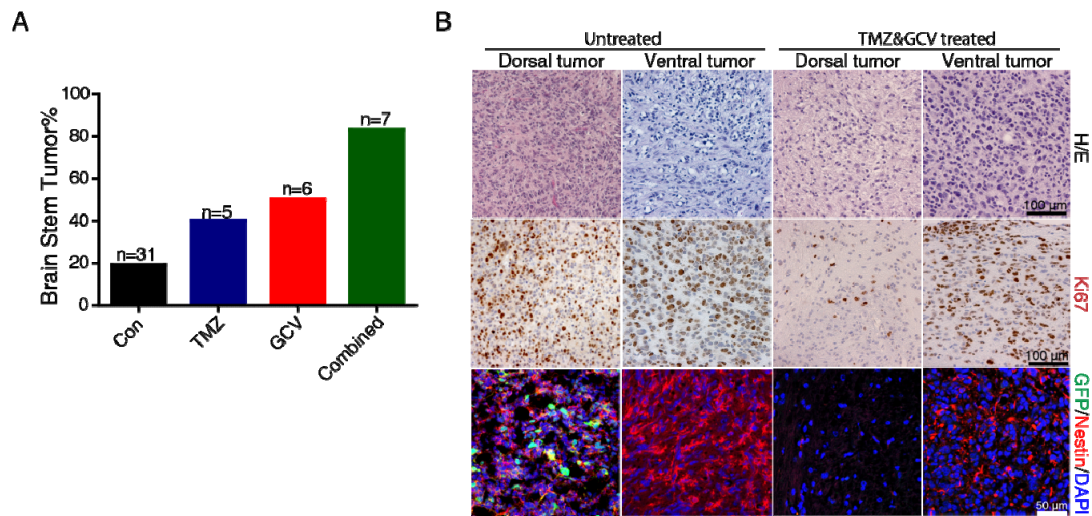 A
Brain Stem Tumor%
100
80
60
40
20
0
n=31
n=5
n=6
n=7
Con
TMZ
GCV
Combined
B
Untreated
TMZ&GCV treated
Dorsal tumor
Ventral tumor
Dorsal tumor
Ventral tumor
H/E
100 µm
Ki67
100 µm
GFP/Nestin/DAPI
50 µm